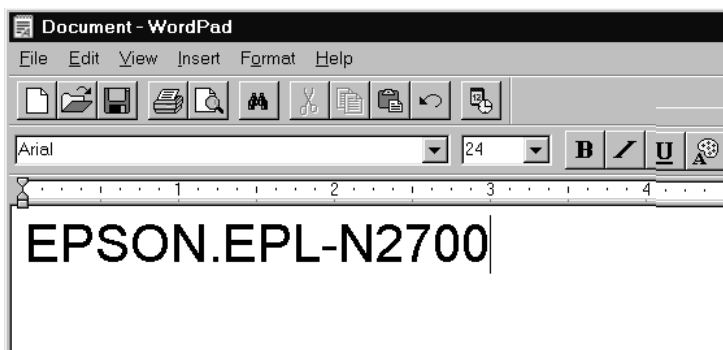 Document - WordPad
File Edit View Insert Format Help
Arial 24 B / U A
1 2 3 4
EPSON.EPL-N2700